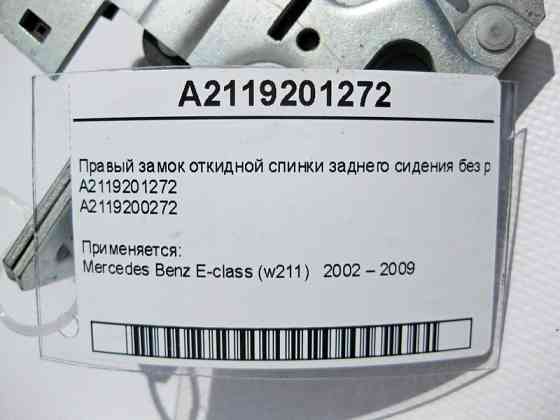 A2119201272
Правый замок откидной спинки заднего сидения без р
A2119201272
A2119200272
Применяется:
Mercedes Benz E-class (w211) 2002 – 2009